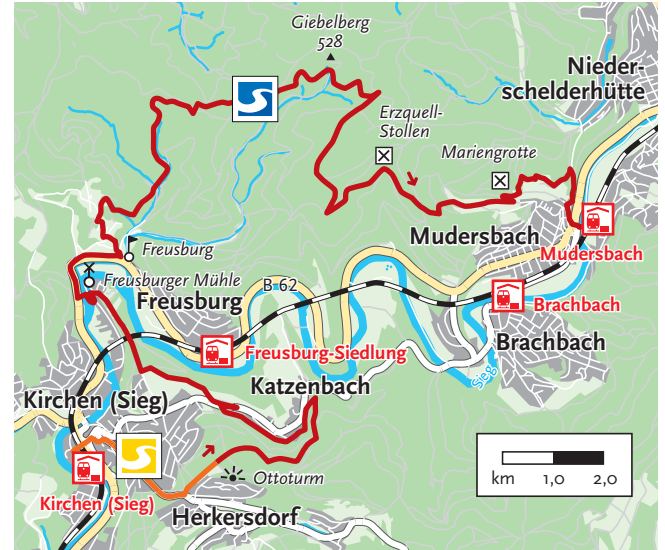 Giebelberg
528
Nieder-
schelderhütte
Erzquell-
Stollen
Mariengrotte
Mudersbach
Mudersbach
Freusburg
Freusburger Mühle
Freusburg
B 62
Brachbach
Brachbach
Freusburg-Siedlung
Sieg
Katzenbach
Kirchen (Sieg)
Ottoturm
Kirchen (Sieg)
Herkersdorf
km 1,0 2,0